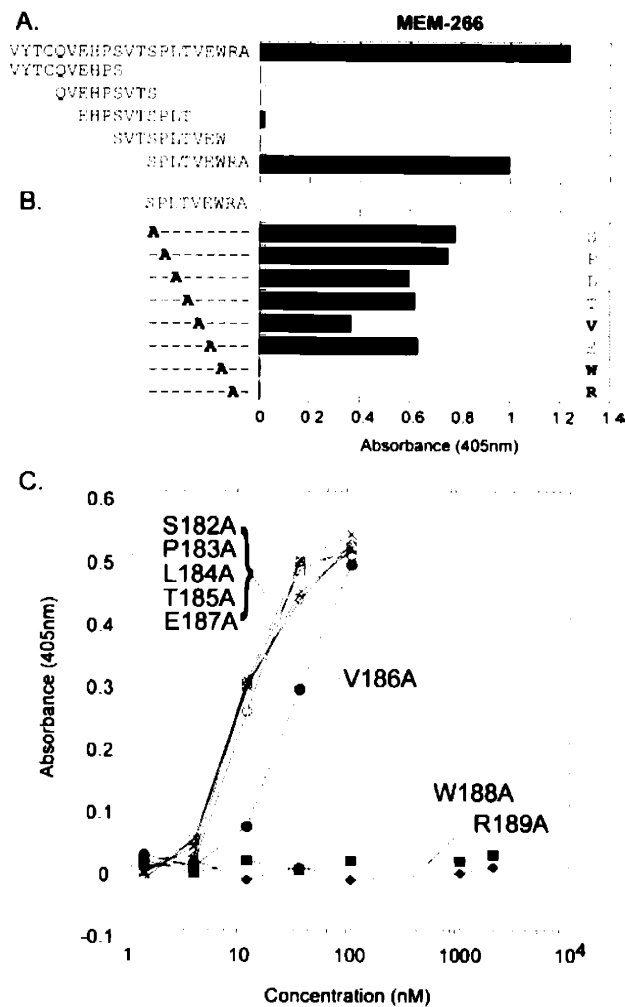 A.
MEM-266
VYTCQVEHPSVTSPLTVEWRA
VYTCQVEHPS
QVEHPSVTS
EHPSVTSPLT
SVTSPLTVEW
SPLTVEWRA
B.
SPLTVEWRA
A-------- S
-A------- P
--A------ L
---A----- T
----A---- V
-----A--- E
------A-- W
-------A- R
0 0.2 0.4 0.6 0.8 1 1.2 1.4
Absorbance (405nm)
C.
0.6
0.5
0.4
0.3
0.2
0.1
0
-0.1
Absorbance (405nm)
S182A
P183A
L184A
T185A
E187A
V186A
W188A
R189A
1 10 100 1000 10⁴
Concentration (nM)